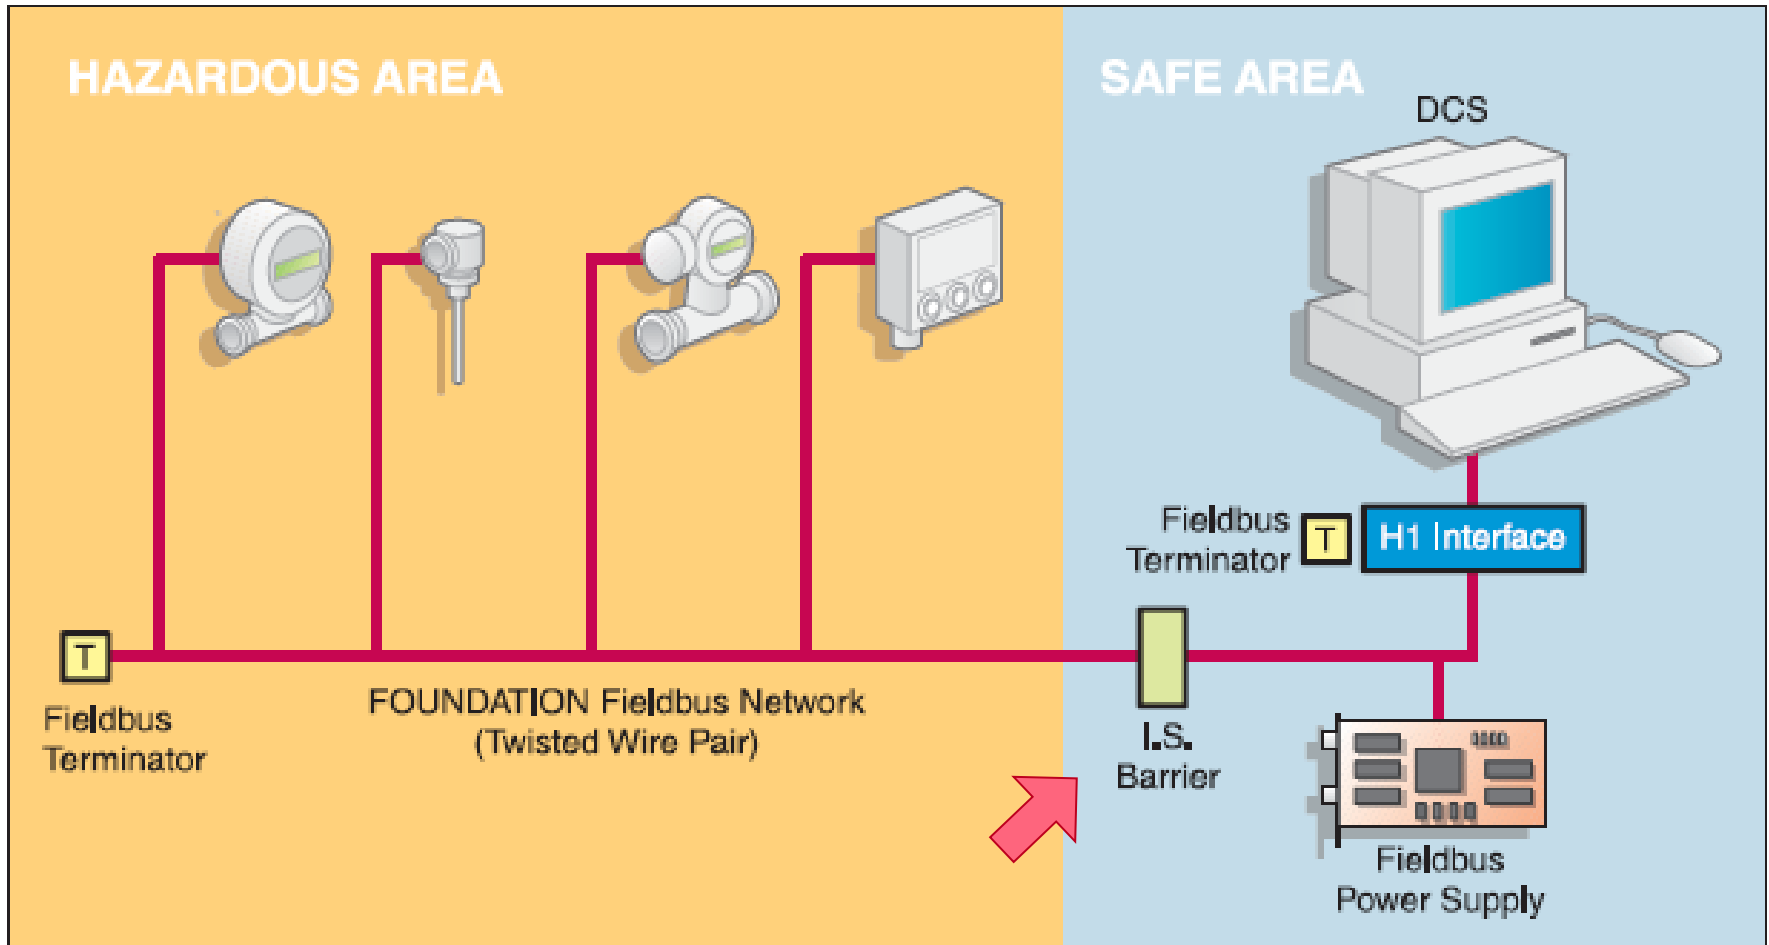 HAZARDOUS AREA
SAFE AREA
DCS
Fieldbus
Terminator
T
H1 Interface
T
Fieldbus
Terminator
FOUNDATION Fieldbus Network
(Twisted Wire Pair)
I.S.
Barrier
Fieldbus
Power Supply